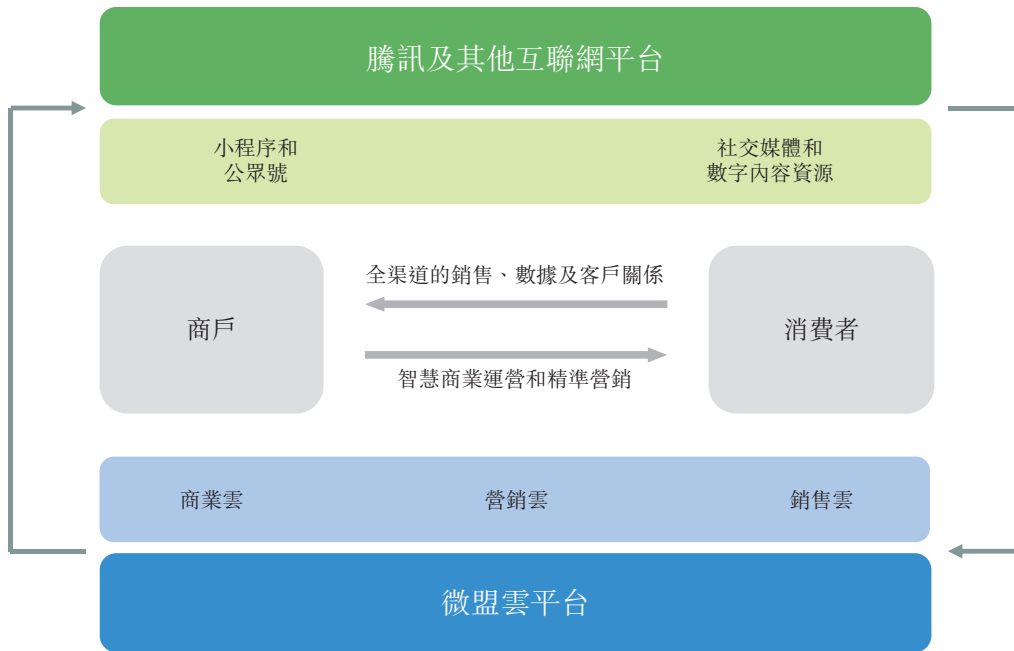 騰訊及其他互聯網平台
小程序和
公眾號
社交媒體和
數字內容資源
商戶
全渠道的銷售、數據及客戶關係
智慧商業運營和精準營銷
消費者
商業雲
營銷雲
銷售雲
微盟雲平台